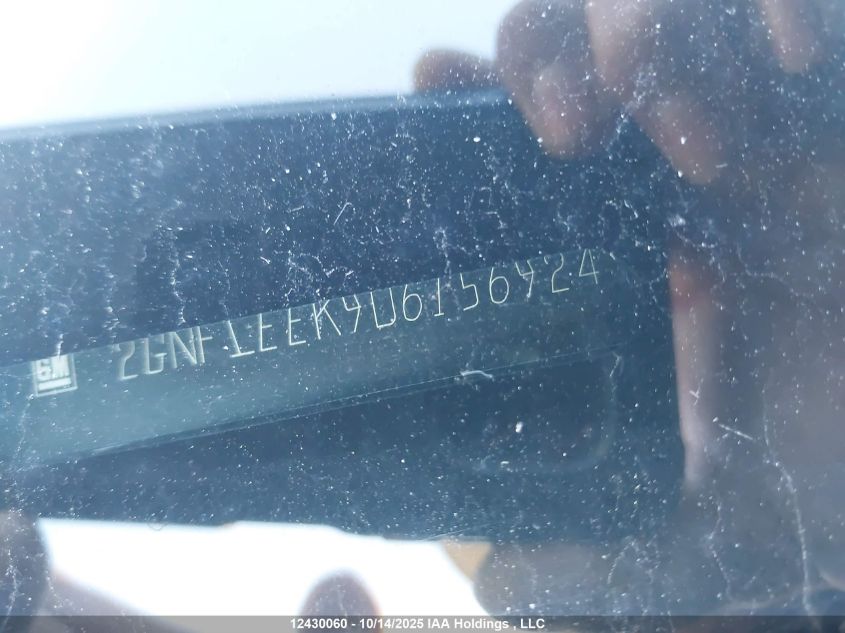 GM 2GNFLEEK9D6156924
12430060 - 10/14/2025 IAA Holdings , LLC